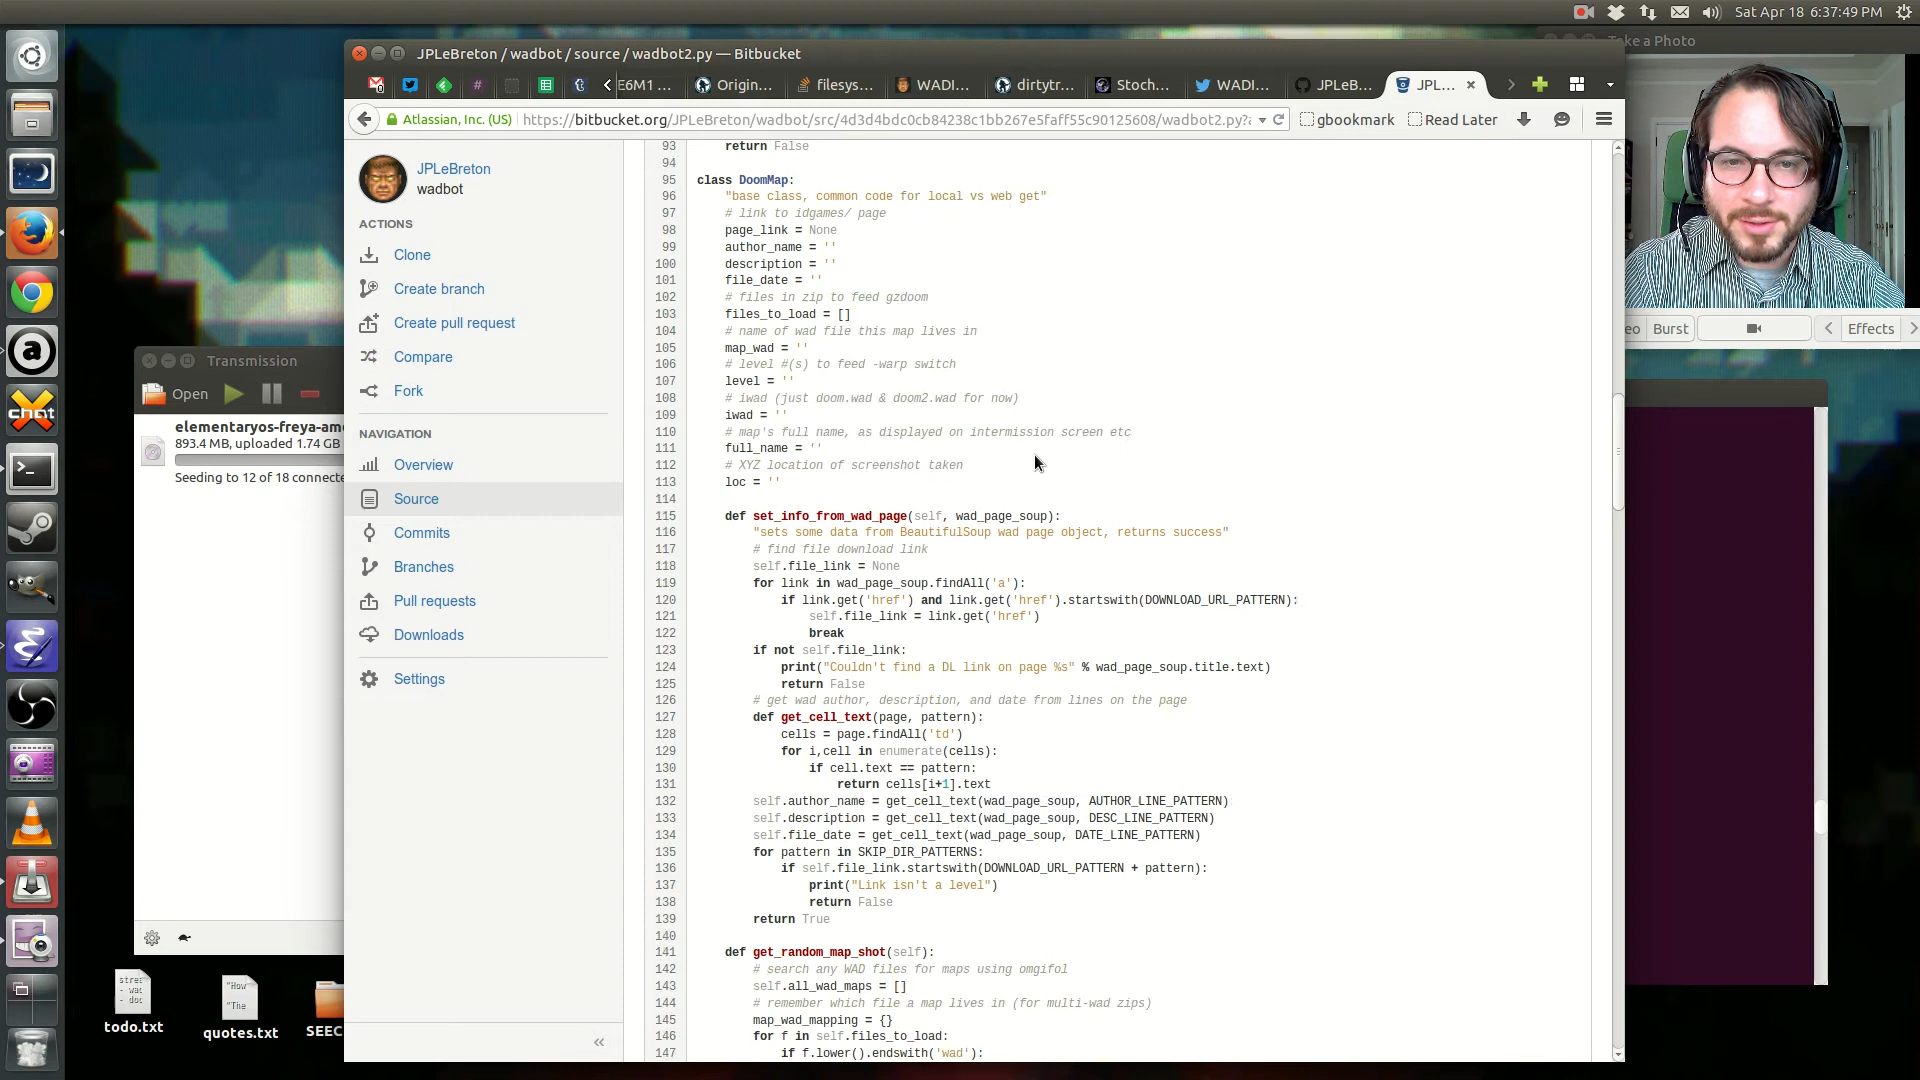 Sat Apr 18 6:37:49 PM
Take a Photo
JPLeBreton / wadbot / source / wadbot2.py — Bitbucket
E6M1 ...
Origin...
filesys...
WADI...
dirtytr...
Stoch...
WADI...
JPLeB...
JPL...
Atlassian, Inc. (US)
https://bitbucket.org/JPLeBreton/wadbot/src/4d3d4bdc0cb84238c1bb267e5faff55c90125608/wadbot2.py?
gbookmark
Read Later
JPLeBreton
wadbot
ACTIONS
Clone
Create branch
Create pull request
Compare
Fork
NAVIGATION
Overview
Source
Commits
Branches
Pull requests
Downloads
Settings
93 return False
94
95 class DoomMap:
96 "base class, common code for local vs web get"
97 # link to idgames/ page
98 page_link = None
99 author_name = ''
100 description = ''
101 file_date = ''
102 # files in zip to feed gzdoom
103 files_to_load = []
104 # name of wad file this map lives in
105 map_wad = ''
106 # level #(s) to feed -warp switch
107 level = ''
108 # iwad (just doom.wad & doom2.wad for now)
109 iwad = ''
110 # map's full name, as displayed on intermission screen etc
111 full_name = ''
112 # XYZ location of screenshot taken
113 loc = ''
114
115 def set_info_from_wad_page(self, wad_page_soup):
116 "sets some data from BeautifulSoup wad page object, returns success"
117 # find file download link
118 self.file_link = None
119 for link in wad_page_soup.findAll('a'):
120 if link.get('href') and link.get('href').startswith(DOWNLOAD_URL_PATTERN):
121 self.file_link = link.get('href')
122 break
123 if not self.file_link:
124 print("Couldn't find a DL link on page %s" % wad_page_soup.title.text)
125 return False
126 # get wad author, description, and date from lines on the page
127 def get_cell_text(page, pattern):
128 cells = page.findAll('td')
129 for i,cell in enumerate(cells):
130 if cell.text == pattern:
131 return cells[i+1].text
132 self.author_name = get_cell_text(wad_page_soup, AUTHOR_LINE_PATTERN)
133 self.description = get_cell_text(wad_page_soup, DESC_LINE_PATTERN)
134 self.file_date = get_cell_text(wad_page_soup, DATE_LINE_PATTERN)
135 for pattern in SKIP_DIR_PATTERNS:
136 if self.file_link.startswith(DOWNLOAD_URL_PATTERN + pattern):
137 print("Link isn't a level")
138 return False
139 return True
140
141 def get_random_map_shot(self):
142 # search any WAD files for maps using omgifol
143 self.all_wad_maps = []
144 # remember which file a map lives in (for multi-wad zips)
145 map_wad_mapping = {}
146 for f in self.files_to_load:
147 if f.lower().endswith('wad'):
Transmission
Open
elementaryos-freya-am
893.4 MB, uploaded 1.74 GB
Seeding to 12 of 18 connecte
eo
Burst
Effects
todo.txt
quotes.txt
SEEC